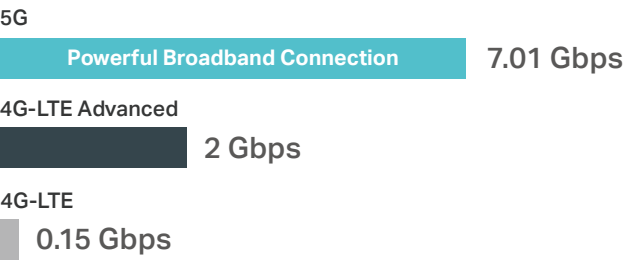 5G
Powerful Broadband Connection 7.01 Gbps
4G-LTE Advanced
2 Gbps
4G-LTE
0.15 Gbps